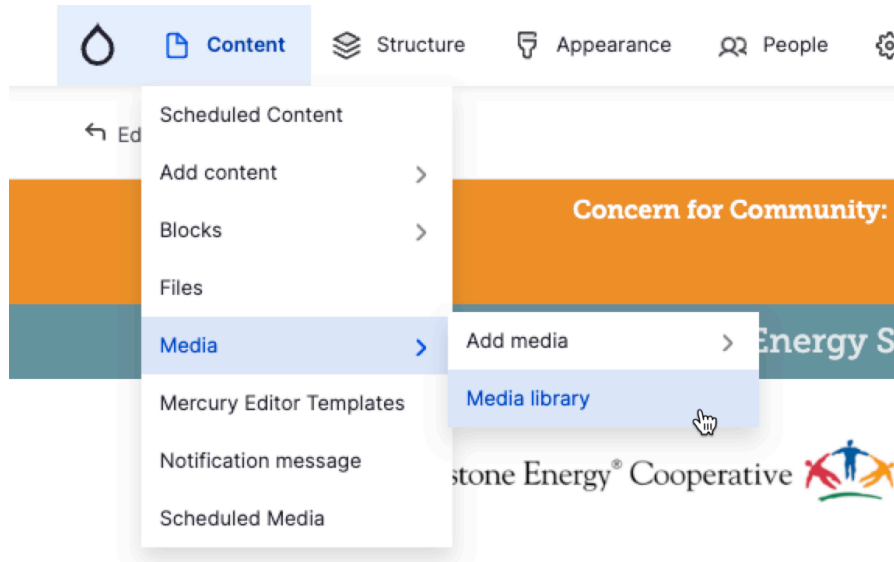 Content
Structure
Appearance
People
Ed
Scheduled Content
Add content
Blocks
Files
Media
Mercury Editor Templates
Notification message
Scheduled Media
Add media
Media library
Concern for Community:
Energy S
stone Energy® Cooperative